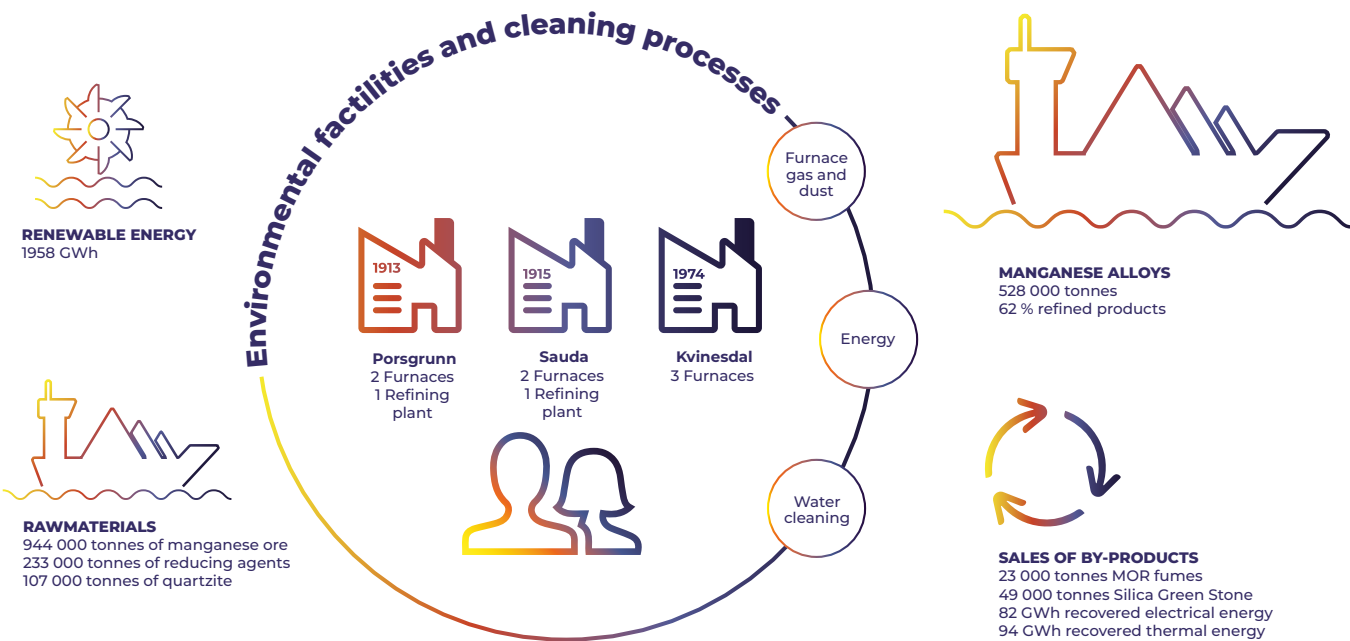 Environmental factilities and cleaning processes
RENEWABLE ENERGY
1958 GWh
RAWMATERIALS
944 000 tonnes of manganese ore
233 000 tonnes of reducing agents
107 000 tonnes of quartzite
1913
Porsgrunn
2 Furnaces
1 Refining
plant
1915
Sauda
2 Furnaces
1 Refining
plant
1974
Kvinesdal
3 Furnaces
Furnace
gas and
dust
Energy
Water
cleaning
MANGANESE ALLOYS
528 000 tonnes
62 % refined products
SALES OF BY-PRODUCTS
23 000 tonnes MOR fumes
49 000 tonnes Silica Green Stone
82 GWh recovered electrical energy
94 GWh recovered thermal energy